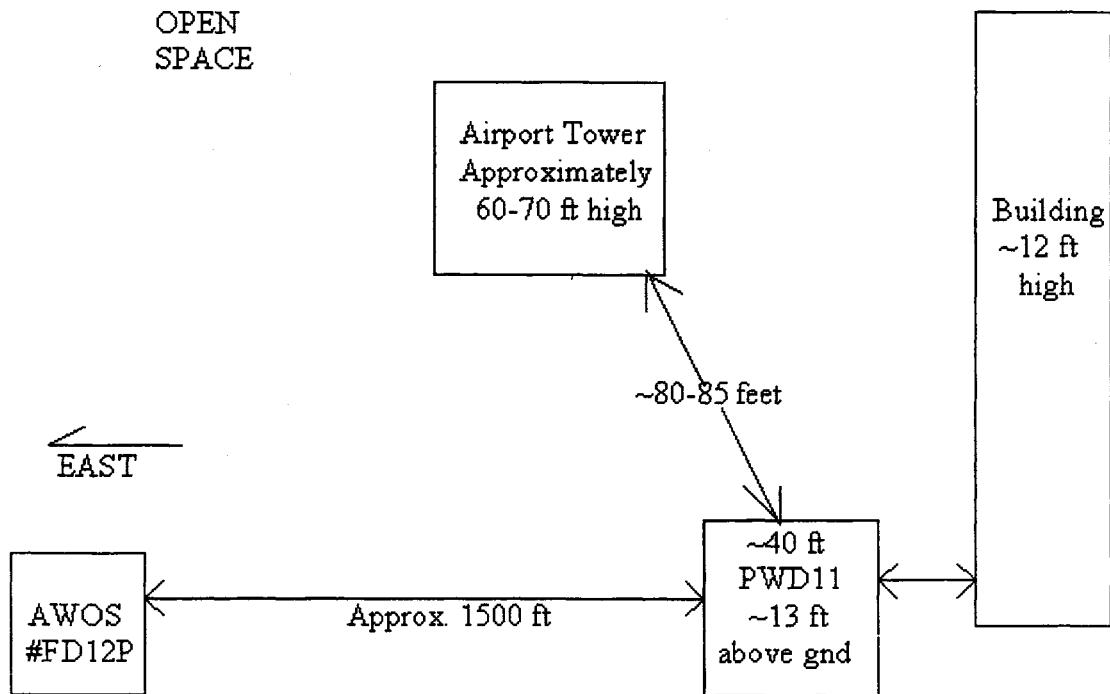 OPEN
SPACE
Airport Tower
Approximately
60-70 ft high
Building
~12 ft
high
~80-85 feet
EAST
~40 ft
PWD11
~13 ft
above gnd
Approx. 1500 ft
AWOS
#FD12P